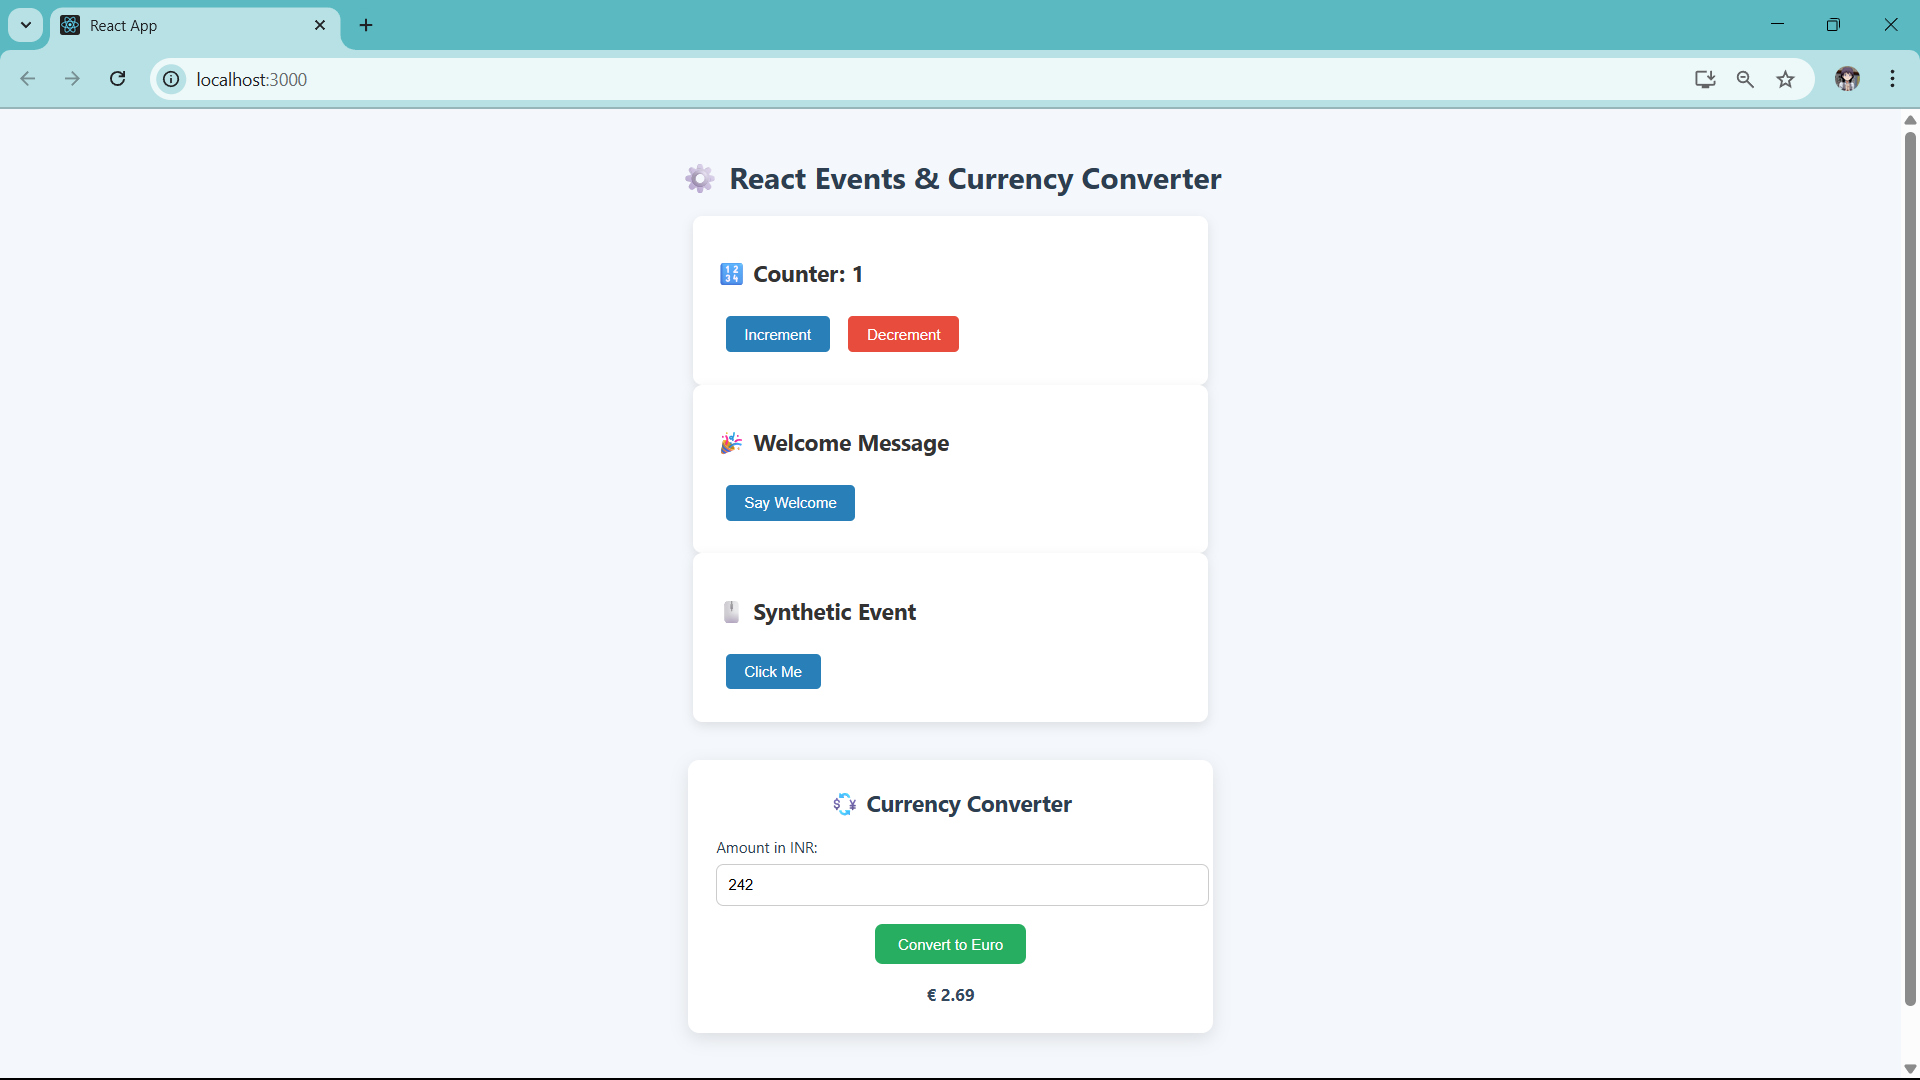 React App
localhost:3000
React Events & Currency Converter
Counter: 1
Increment Decrement
Welcome Message
Say Welcome
Synthetic Event
Click Me
Currency Converter
Amount in INR:
242
Convert to Euro
€ 2.69